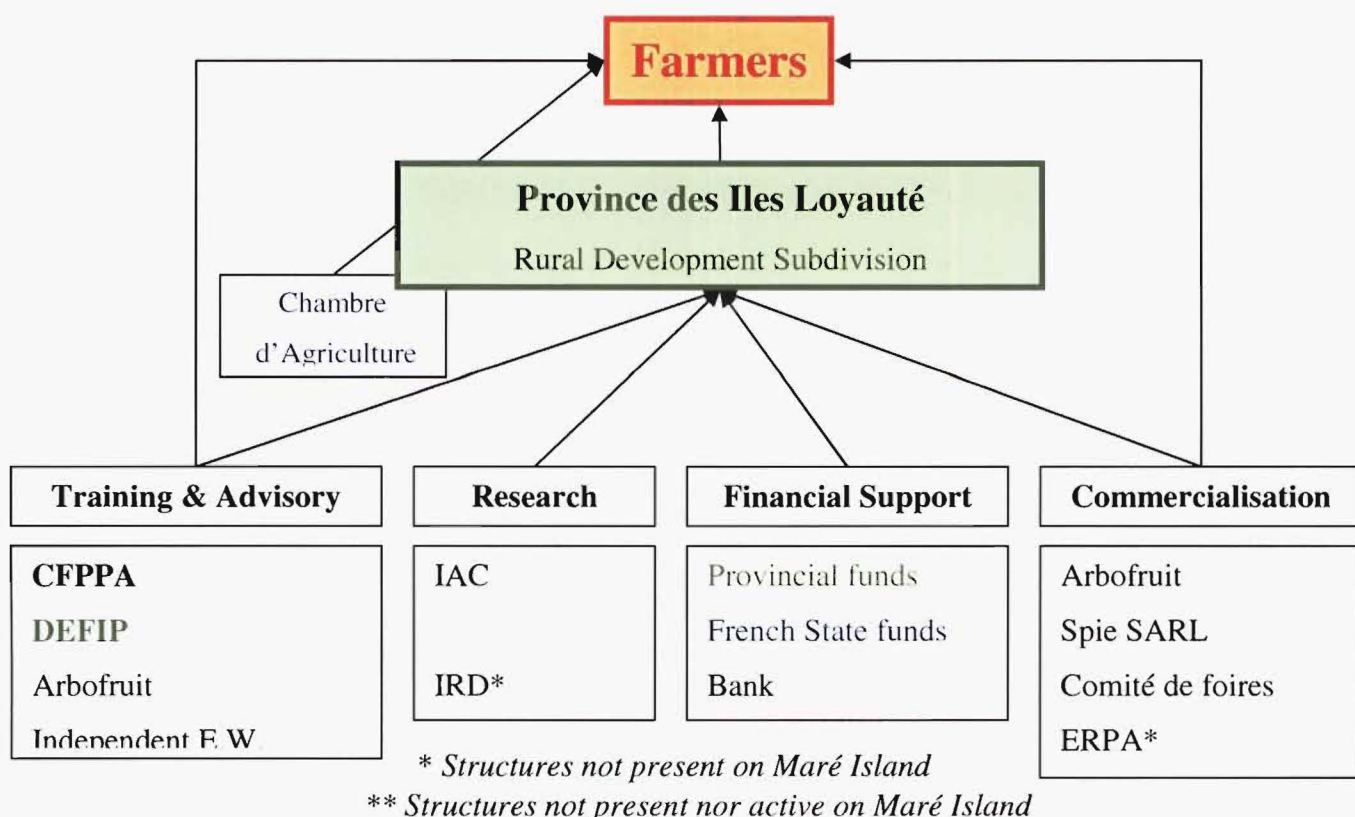 Farmers
Province des Iles Loyauté
Rural Development Subdivision
Chambre
d'Agriculture
Training & Advisory
CFPPA
DEFIP
Arbofruit
Independent E.W.
Research
IAC
IRD*
Financial Support
Provincial funds
French State funds
Bank
Commercialisation
Arbofruit
Spie SARL
Comité de foires
ERPA*
* Structures not present on Maré Island
** Structures not present nor active on Maré Island